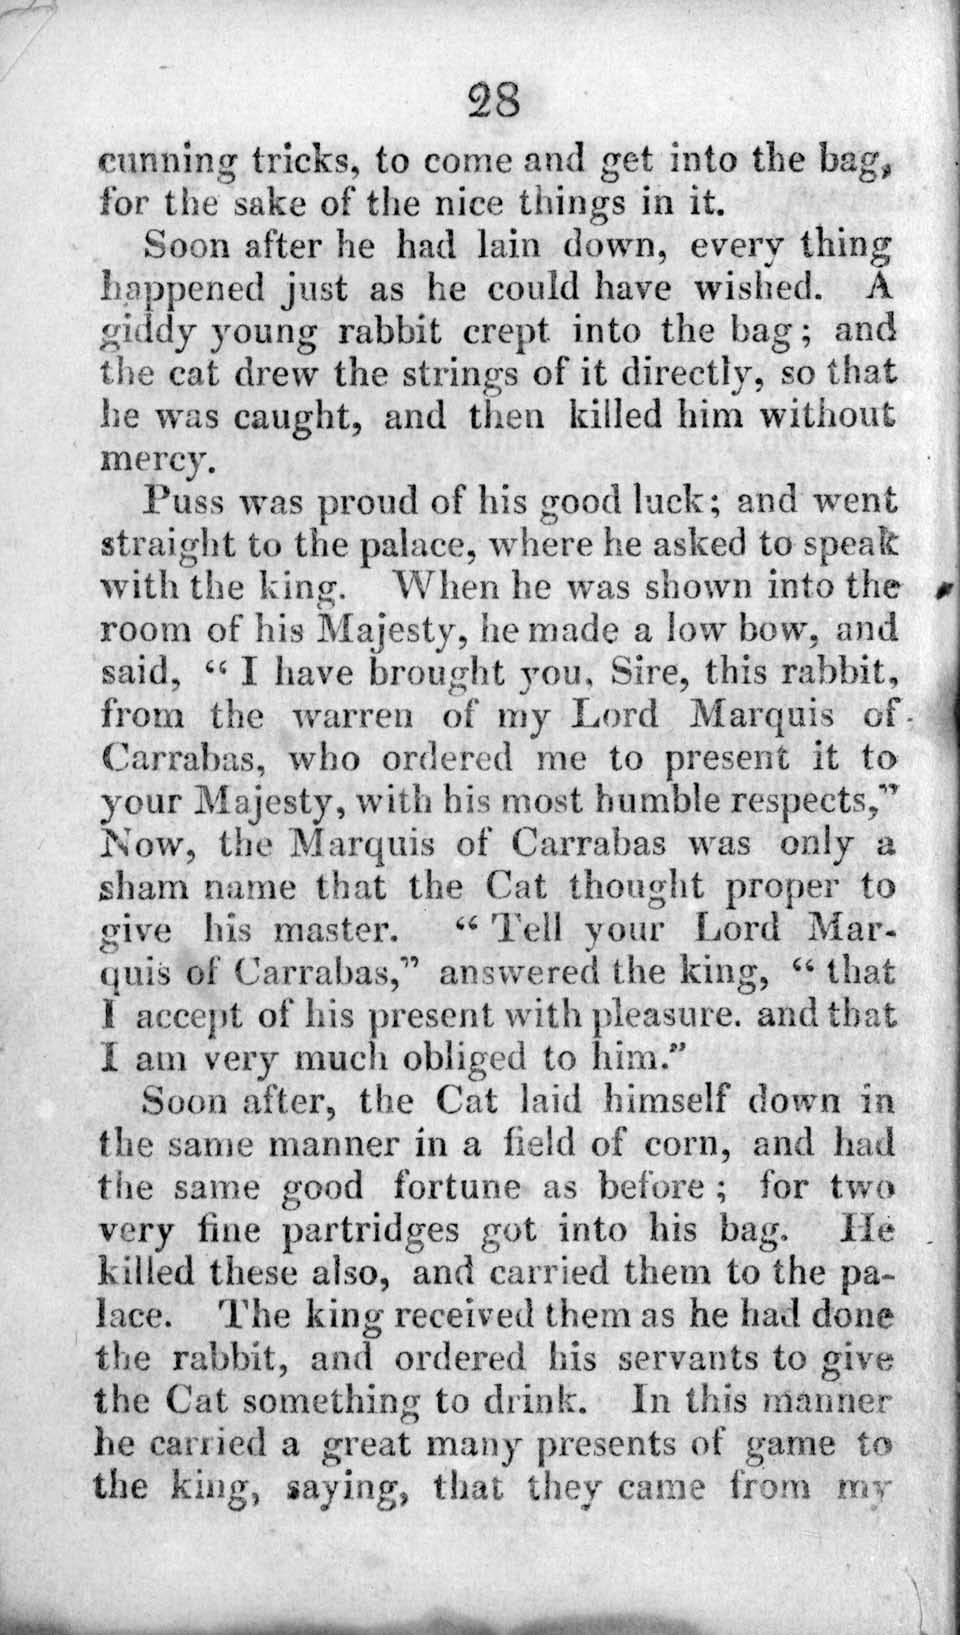 28
cunning tricks, to come and get into the bag,
for the sake of the nice things in it.
Soon after he had lain down, every thing
happened just as he could have wished. A
giddy young rabbit crept into the bag; and
the cat drew the strings of it directly, so that
he was caught, and then killed him without
mercy.
Puss was proud of his good luck; and went
straight to the palace, where he asked to speak
with the king. When he was shown into the
room of his Majesty, he made a low bow, and
said, “ I have brought you, Sire, this rabbit,
from the warren of my Lord Marquis of
Carrabas, who ordered me to present it to
your Majesty, with his most humble respects,”
Now, the Marquis of Carrabas was only a
sham name that the Cat thought proper to
give his master. “ Tell your Lord Mar-
quis of Carrabas,” answered the king, “ that
I accept of his present with pleasure. and that
I am very much obliged to him.”
Soon after, the Cat laid himself down in
the same manner in a field of corn, and had
the same good fortune as before ; for two
very fine partridges got into his bag. He
killed these also, and carried them to the pa-
lace. The king received them as he had done
the rabbit, and ordered his servants to give
the Cat something to drink. In this manner
he carried a great many presents of game to
the king, saying, that they came from my